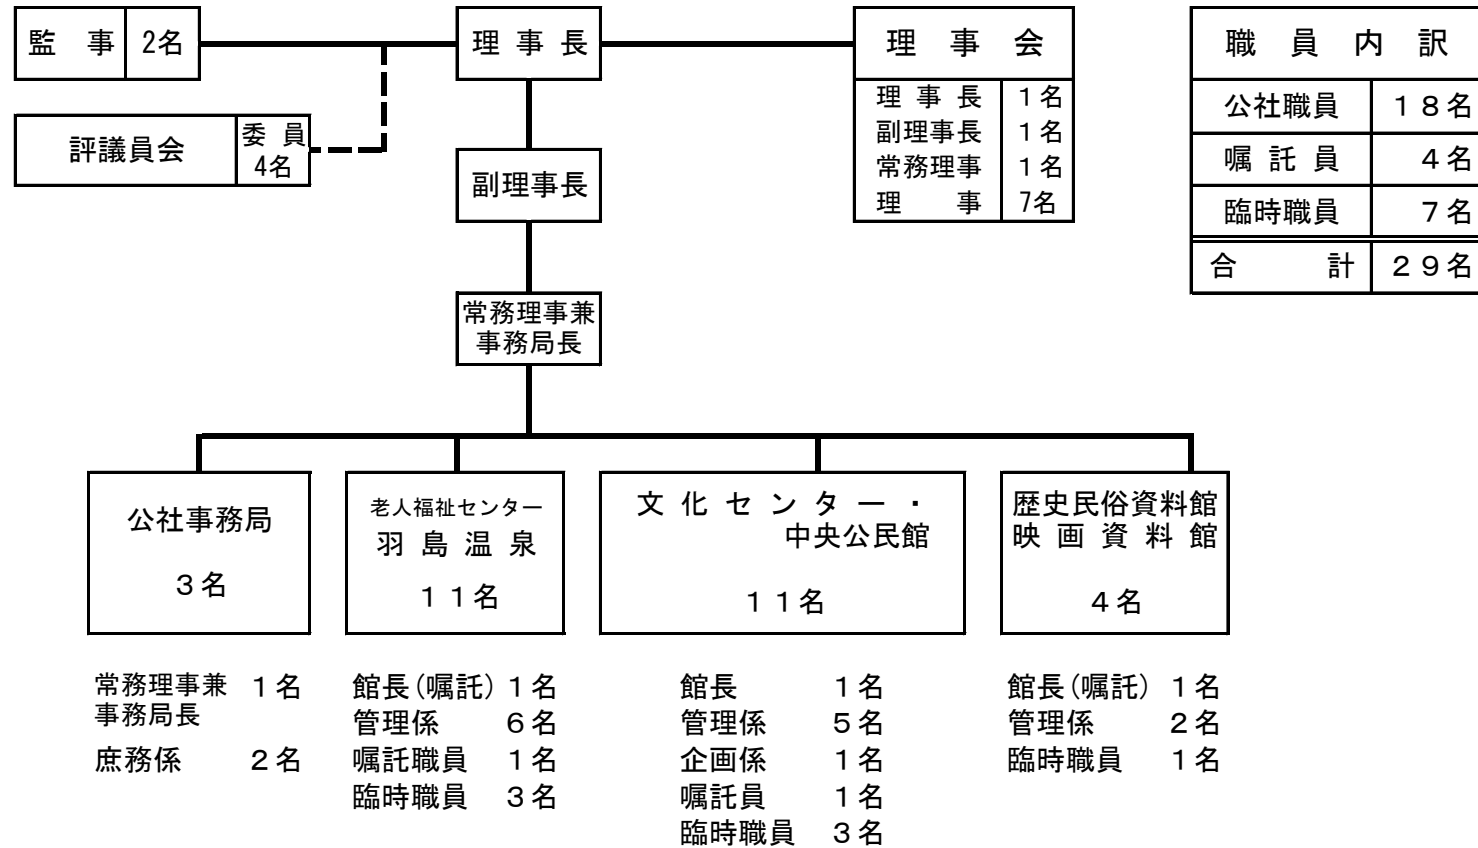 監 事 2名
理 事 長
理 事 会
理 事 長 1名
副理事長 1名
常務理事 1名
理 事 7名
職 員 内 訳
公社職員 18名
嘱 託 員 4名
臨時職員 7名
合 計 29名
評議員会 委 員
4名
副理事長
常務理事兼
事務局長
公社事務局
3名
老人福祉センター
羽 島 温 泉
11名
文 化 セ ン タ ー ・
中央公民館
11名
歴史民俗資料館
映 画 資 料 館
4名
常務理事兼 1名
事務局長
庶務係 2名
館長(嘱託) 1名
管理係 6名
嘱託職員 1名
臨時職員 3名
館長 1名
管理係 5名
企画係 1名
嘱託員 1名
臨時職員 3名
館長(嘱託) 1名
管理係 2名
臨時職員 1名